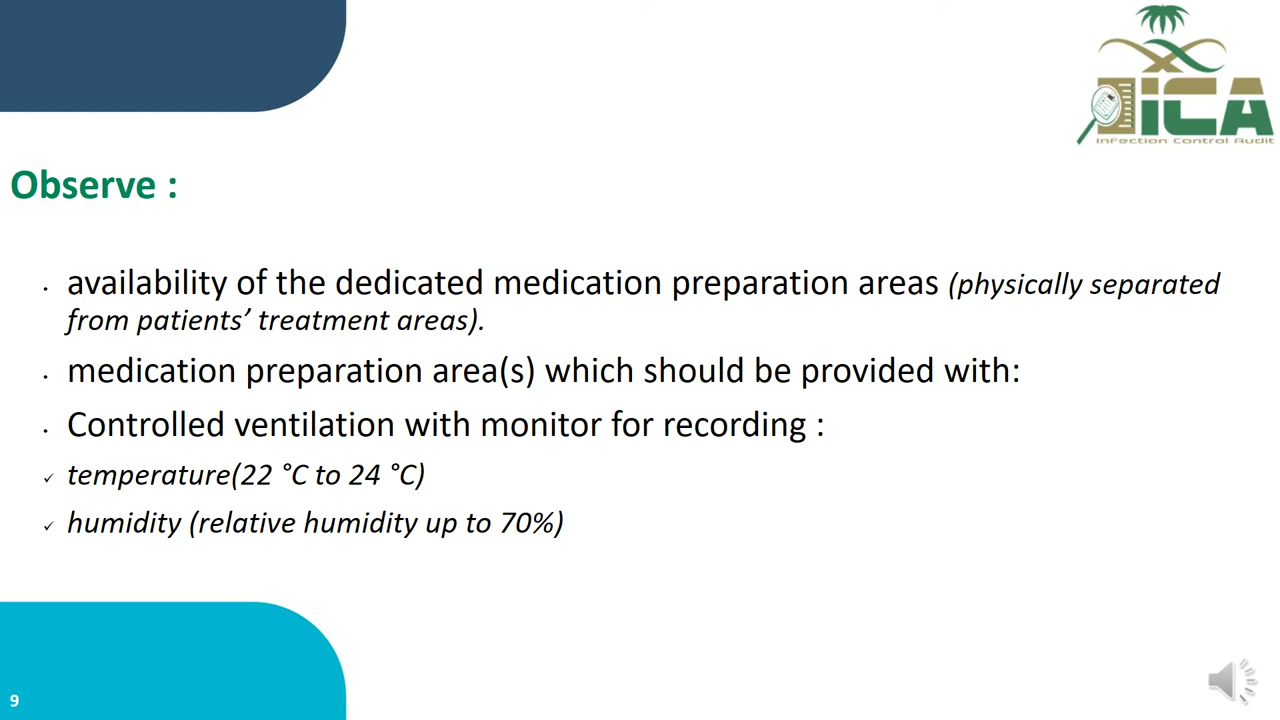 iCA
Infection Control Audit
Observe :
• availability of the dedicated medication preparation areas (physically separated
from patients’ treatment areas).
• medication preparation area(s) which should be provided with:
• Controlled ventilation with monitor for recording :
✓ temperature(22 °C to 24 °C)
✓ humidity (relative humidity up to 70%)
9